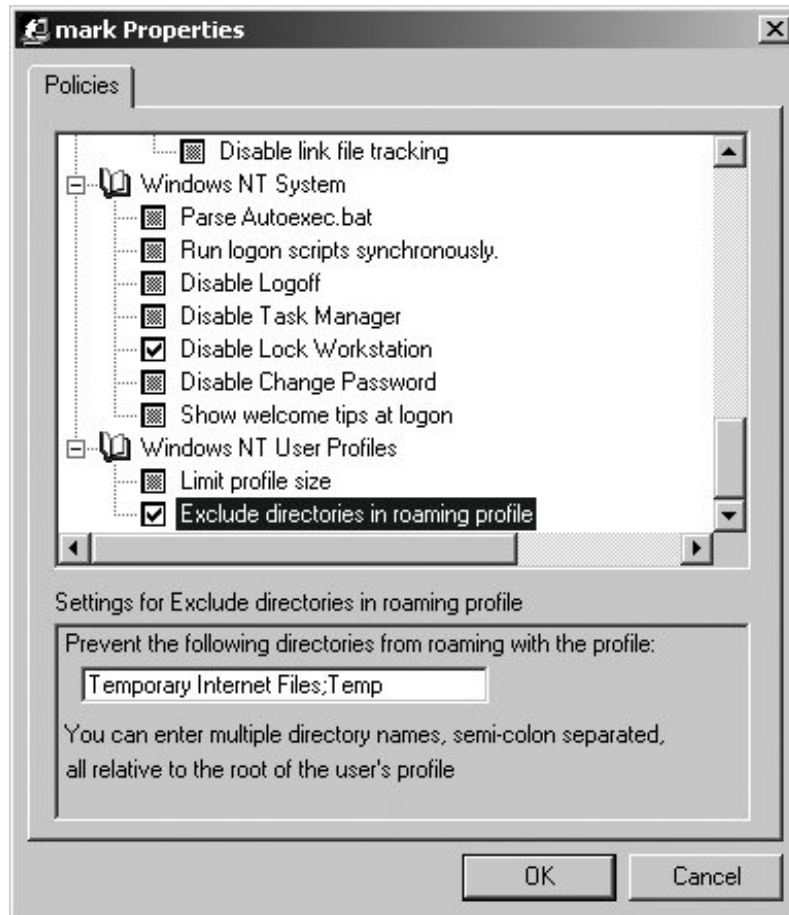 mark Properties
Policies
Disable link file tracking
Windows NT System
Parse Autoexec.bat
Run logon scripts synchronously.
Disable Logoff
Disable Task Manager
Disable Lock Workstation
Disable Change Password
Show welcome tips at logon
Windows NT User Profiles
Limit profile size
Exclude directories in roaming profile
Settings for Exclude directories in roaming profile
Prevent the following directories from roaming with the profile:
Temporary Internet Files;Temp
You can enter multiple directory names, semi-colon separated,
all relative to the root of the user's profile
OK Cancel